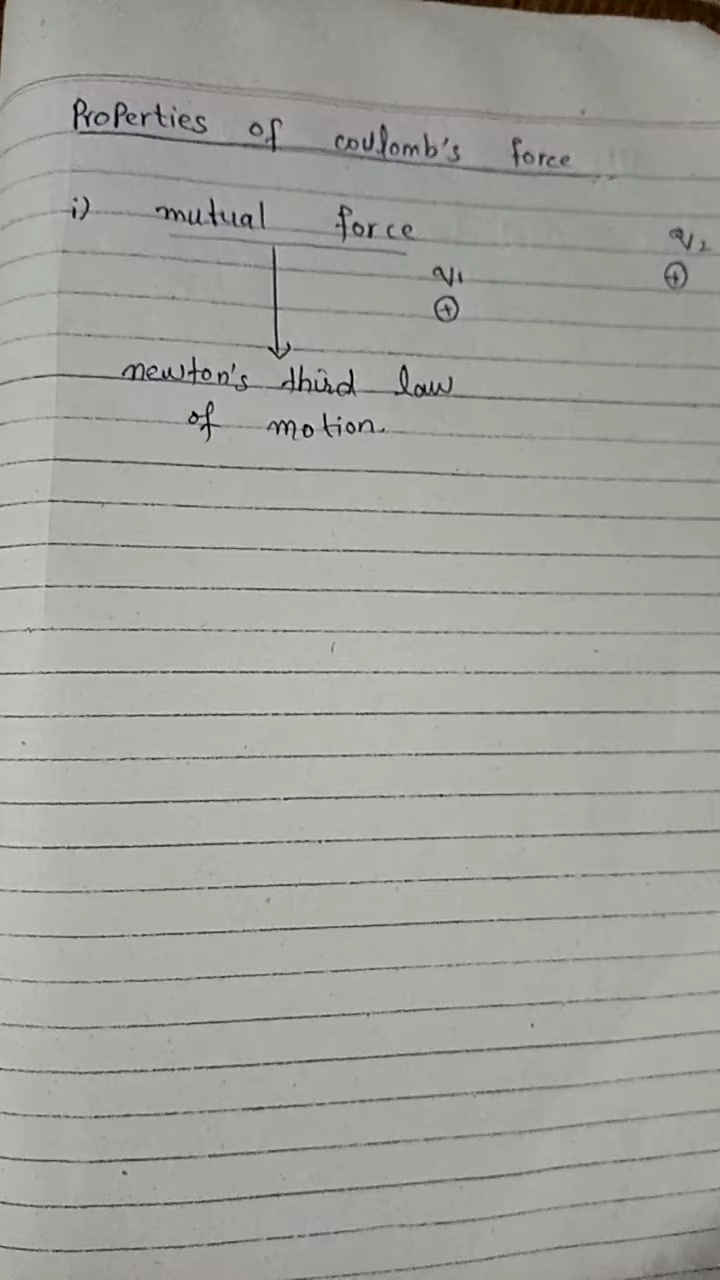 Properties of coulomb's force
i) mutual force
q₁
q₂
newton's third law
of motion.